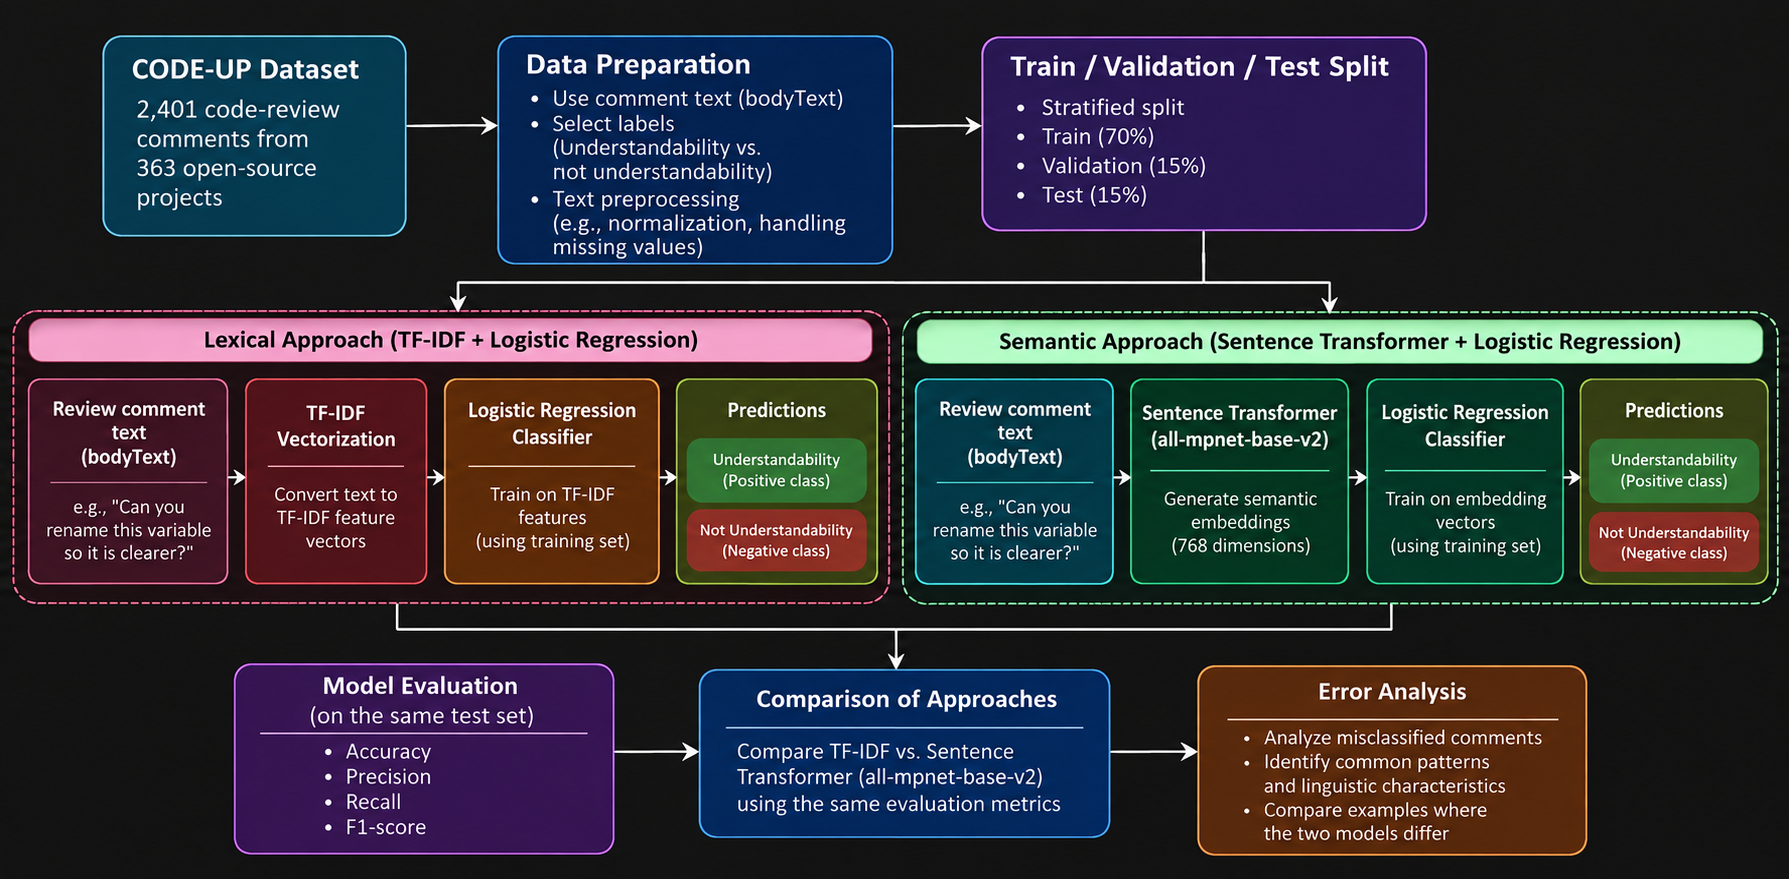 CODE-UP Dataset
2,401 code-review
comments from
363 open-source
projects
Data Preparation
• Use comment text (bodyText)
• Select labels
(Understandability vs.
not understandability)
• Text preprocessing
(e.g., normalization, handling
missing values)
Train / Validation / Test Split
• Stratified split
• Train (70%)
• Validation (15%)
• Test (15%)
Lexical Approach (TF-IDF + Logistic Regression)
Review comment
text
(bodyText)
e.g., "Can you
rename this variable
so it is clearer?"
TF-IDF
Vectorization
Convert text to
TF-IDF feature
vectors
Logistic Regression
Classifier
Train on TF-IDF
features
(using training set)
Predictions
Understandability
(Positive class)
Not Understandability
(Negative class)
Semantic Approach (Sentence Transformer + Logistic Regression)
Review comment
text
(bodyText)
e.g., "Can you
rename this variable
so it is clearer?"
Sentence Transformer
(all-mpnet-base-v2)
Generate semantic
embeddings
(768 dimensions)
Logistic Regression
Classifier
Train on embedding
vectors
(using training set)
Predictions
Understandability
(Positive class)
Not Understandability
(Negative class)
Model Evaluation
(on the same test set)
• Accuracy
• Precision
• Recall
• F1-score
Comparison of Approaches
Compare TF-IDF vs. Sentence
Transformer (all-mpnet-base-v2)
using the same evaluation metrics
Error Analysis
• Analyze misclassified comments
• Identify common patterns
and linguistic characteristics
• Compare examples where
the two models differ